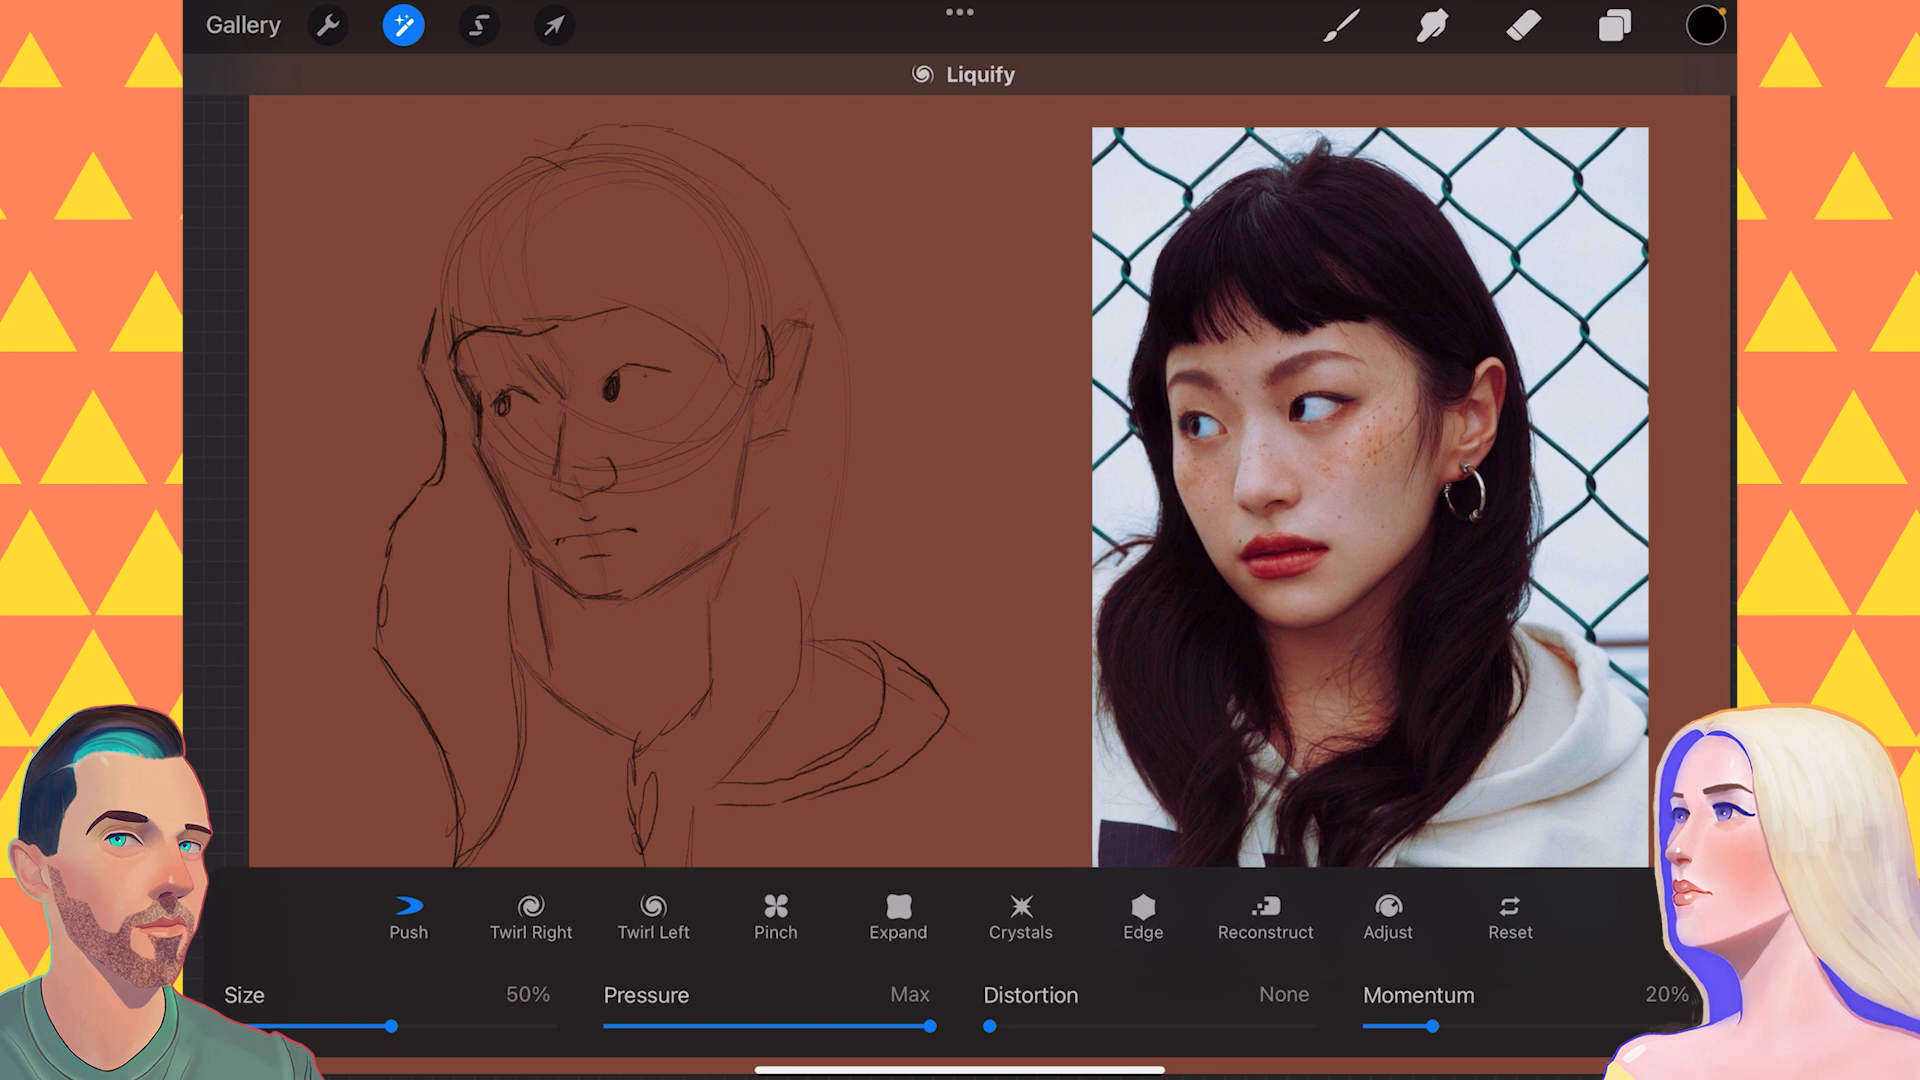 Gallery
Liquify
Push Twirl Right Twirl Left Pinch Expand Crystals Edge Reconstruct Adjust Reset
Size 50% Pressure Max Distortion None Momentum 20%